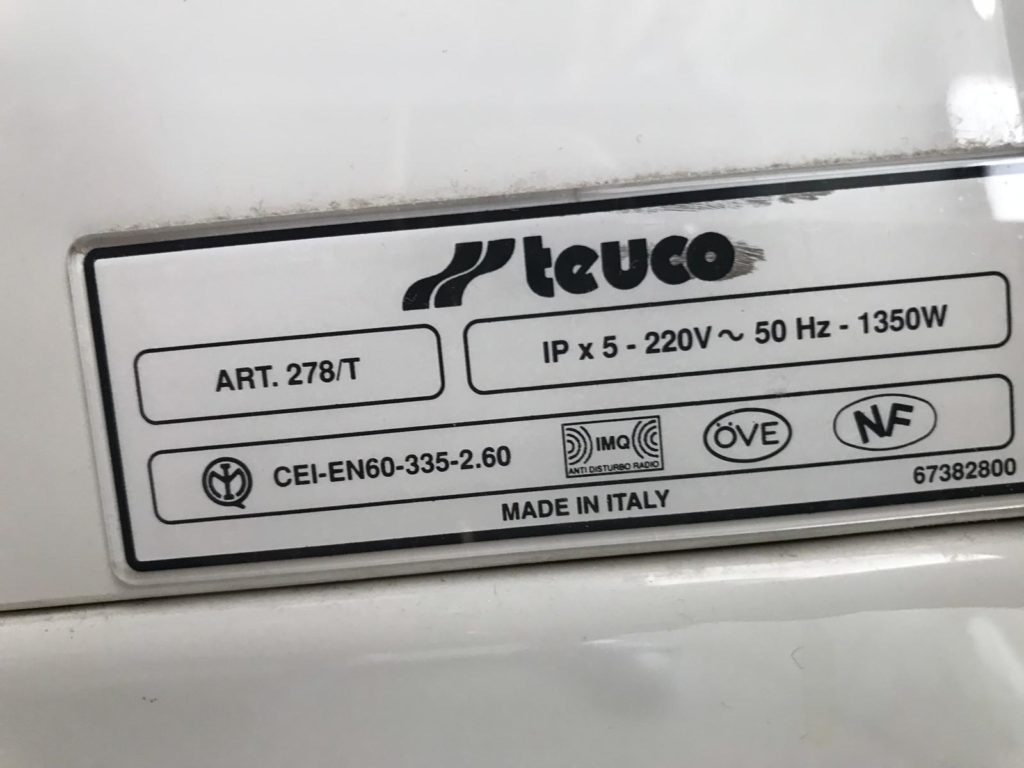 teuco
ART. 278/T
IP x 5 - 220V ~ 50 Hz - 1350W
CEI-EN60-335-2.60
IMQ
ANTI DISTURBO RADIO
ÖVE
NF
MADE IN ITALY
67382800